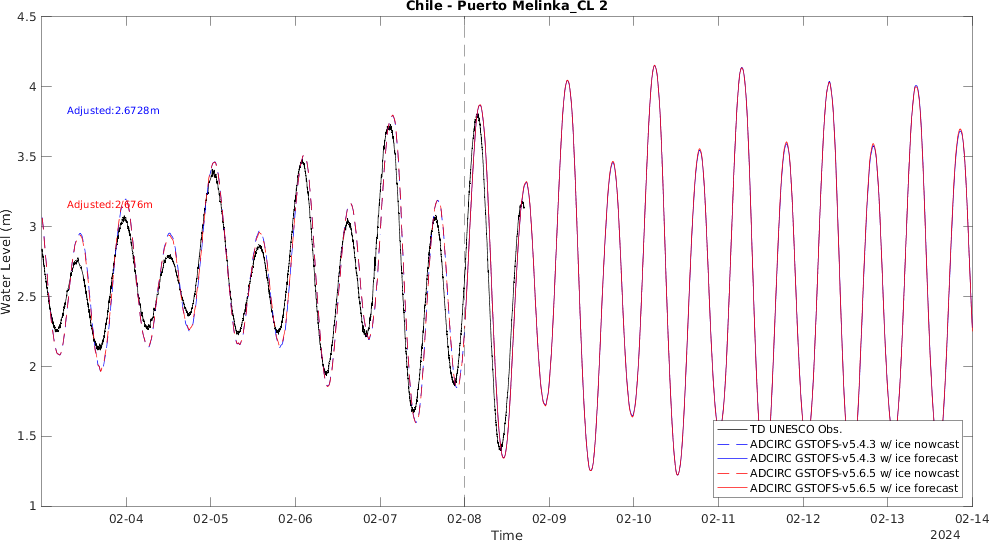 Chile - Puerto Melinka_CL 2
4.5
4
3.5
3
2.5
2
1.5
1
Water Level (m)
Adjusted:2.6728m
Adjusted:2.676m
TD UNESCO Obs.
ADCIRC GSTOFS-v5.4.3 w/ ice nowcast
ADCIRC GSTOFS-v5.4.3 w/ ice forecast
ADCIRC GSTOFS-v5.6.5 w/ ice nowcast
ADCIRC GSTOFS-v5.6.5 w/ ice forecast
02-04 02-05 02-06 02-07 02-08 02-09 02-10 02-11 02-12 02-13 02-14
Time
2024